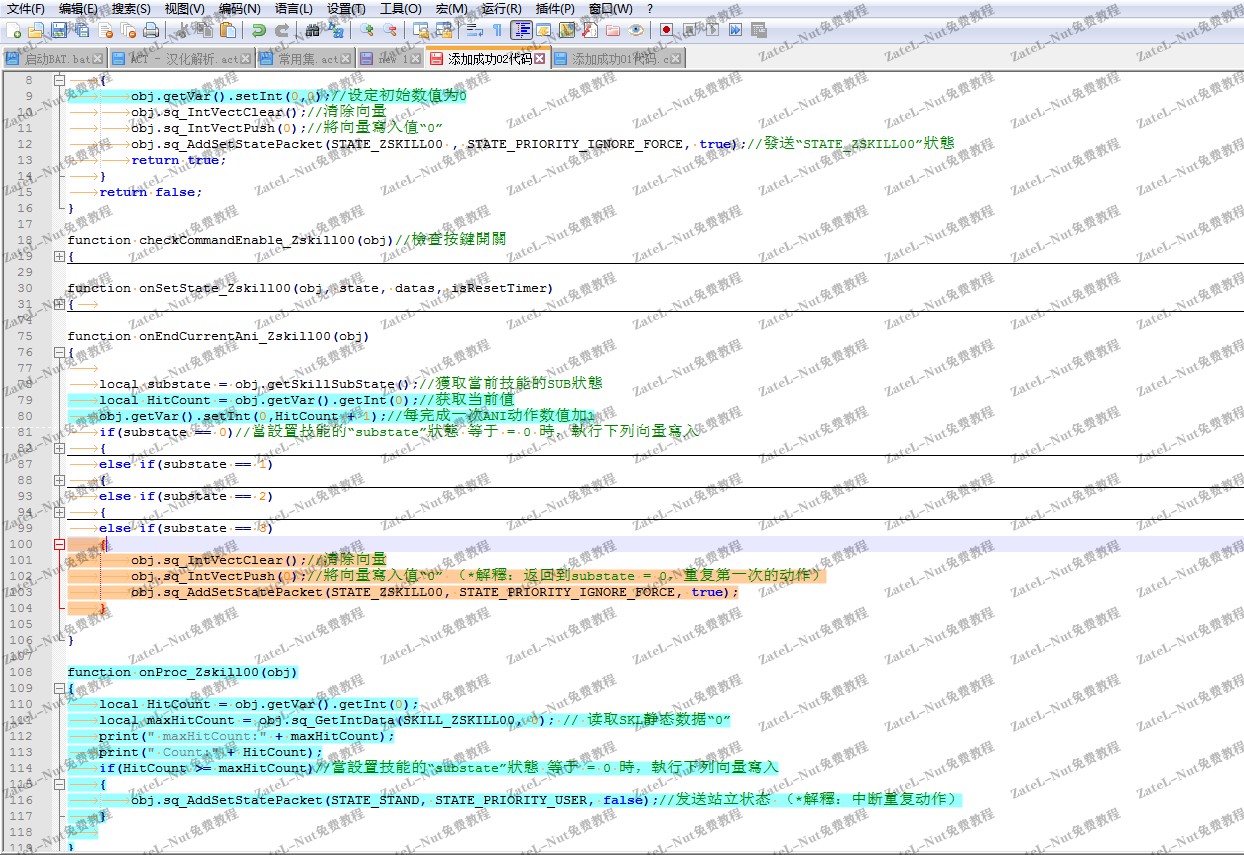 文件(F) 编辑(E) 搜索(S) 视图(V) 编码(N) 语言(L) 设置(T) 工具(O) 宏(M) 运行(R) 插件(P) 窗口(W) ?
启动BAT.bat ACT - 汉化解析.act 常用集.act new 1 添加成功02代码 添加成功01代码.c
8 {
9 obj.getVar().setInt(0,0);//设定初始数值为0
10 obj.sq_IntVectClear();//清除向量
11 obj.sq_IntVectPush(0);//將向量寫入值“0”
12 obj.sq_AddSetStatePacket(STATE_ZSKILL00 , STATE_PRIORITY_IGNORE_FORCE, true);//發送“STATE_ZSKILL00”狀態
13 return true;
14 }
15 return false;
16 }
17
18 function checkCommandEnable_Zskill00(obj)//檢查按鍵開關
19 {
29
30 function onSetState_Zskill00(obj, state, datas, isResetTimer)
31 {
74
75 function onEndCurrentAni_Zskill00(obj)
76 {
77
78 local substate = obj.getSkillSubState();//獲取當前技能的SUB狀態
79 local HitCount = obj.getVar().getInt(0);//获取当前值
80 obj.getVar().setInt(0,HitCount + 1);//每完成一次ANI动作数值加1
81 if(substate == 0)//當設置技能的“substate”狀態 等于 = 0 時，執行下列向量寫入
82 {
87 else if(substate == 1)
88 {
93 else if(substate == 2)
94 {
99 else if(substate == 3)
100 {
101 obj.sq_IntVectClear();//清除向量
102 obj.sq_IntVectPush(0);//將向量寫入值“0” （*解釋：返回到substate = 0，重复第一次的动作）
103 obj.sq_AddSetStatePacket(STATE_ZSKILL00, STATE_PRIORITY_IGNORE_FORCE, true);
104 }
105
106 }
107
108 function onProc_Zskill00(obj)
109 {
110 local HitCount = obj.getVar().getInt(0);
111 local maxHitCount = obj.sq_GetIntData(SKILL_ZSKILL00, 0); // 读取SKL静态数据“0”
112 print(" maxHitCount:" + maxHitCount);
113 print(" Count:" + HitCount);
114 if(HitCount >= maxHitCount)//當設置技能的“substate”狀態 等于 = 0 時，執行下列向量寫入
115 {
116 obj.sq_AddSetStatePacket(STATE_STAND, STATE_PRIORITY_USER, false);//发送站立状态 （*解釋：中断重复动作）
117 }
118
119 }
ZateL-Nut免费教程